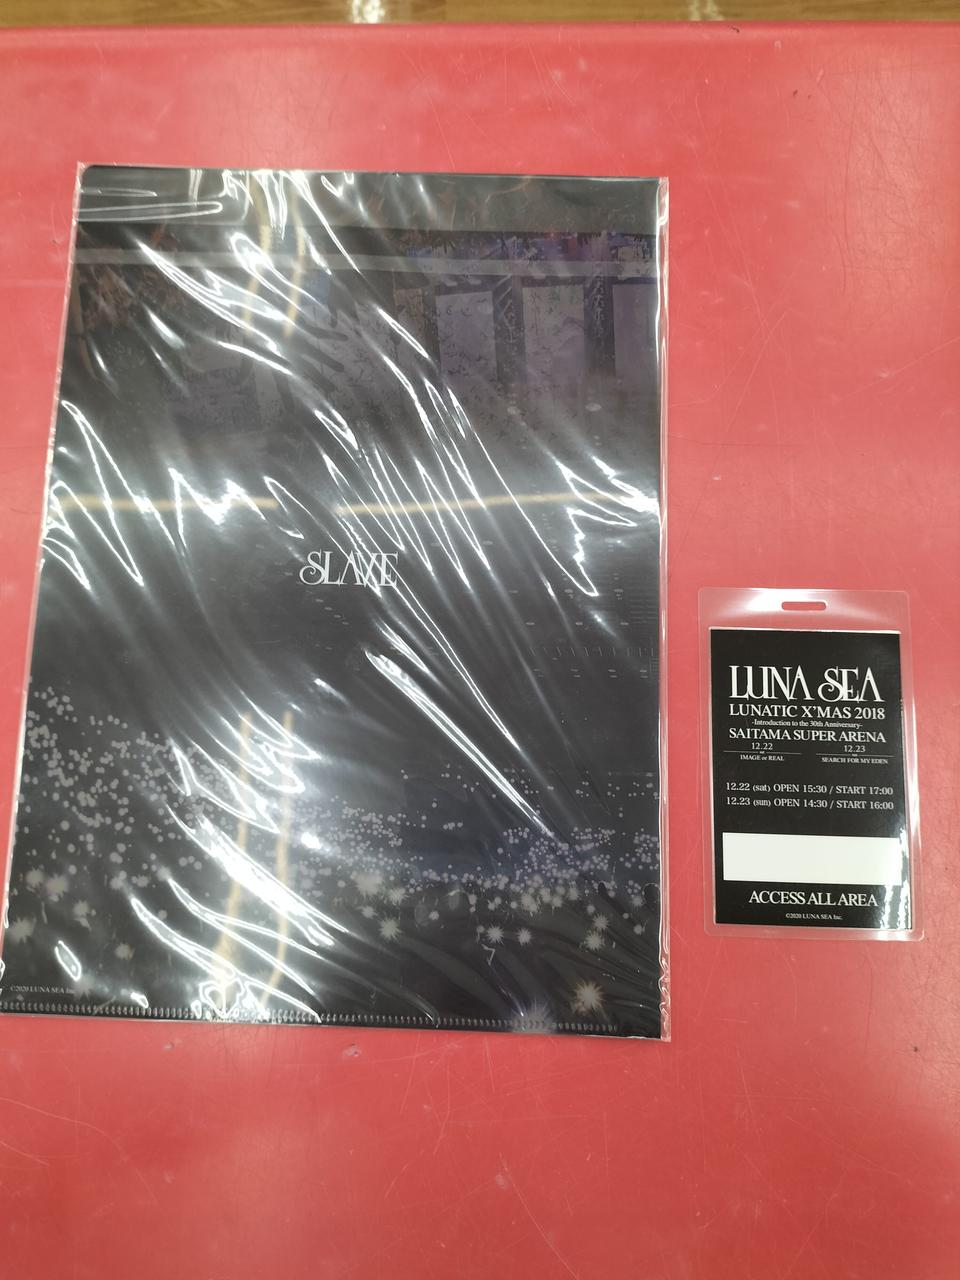 SLAVE
©2020 LUNA SEA Inc.
LUNA SEA
LUNATIC X'MAS 2018
-Introduction to the 30th Anniversary-
SAITAMA SUPER ARENA
12.22 12.23
IMAGE or REAL SEARCH FOR MY EDEN
12.22 (sat) OPEN 15:30 / START 17:00
12.23 (sun) OPEN 14:30 / START 16:00
ACCESS ALL AREA
©2020 LUNA SEA Inc.